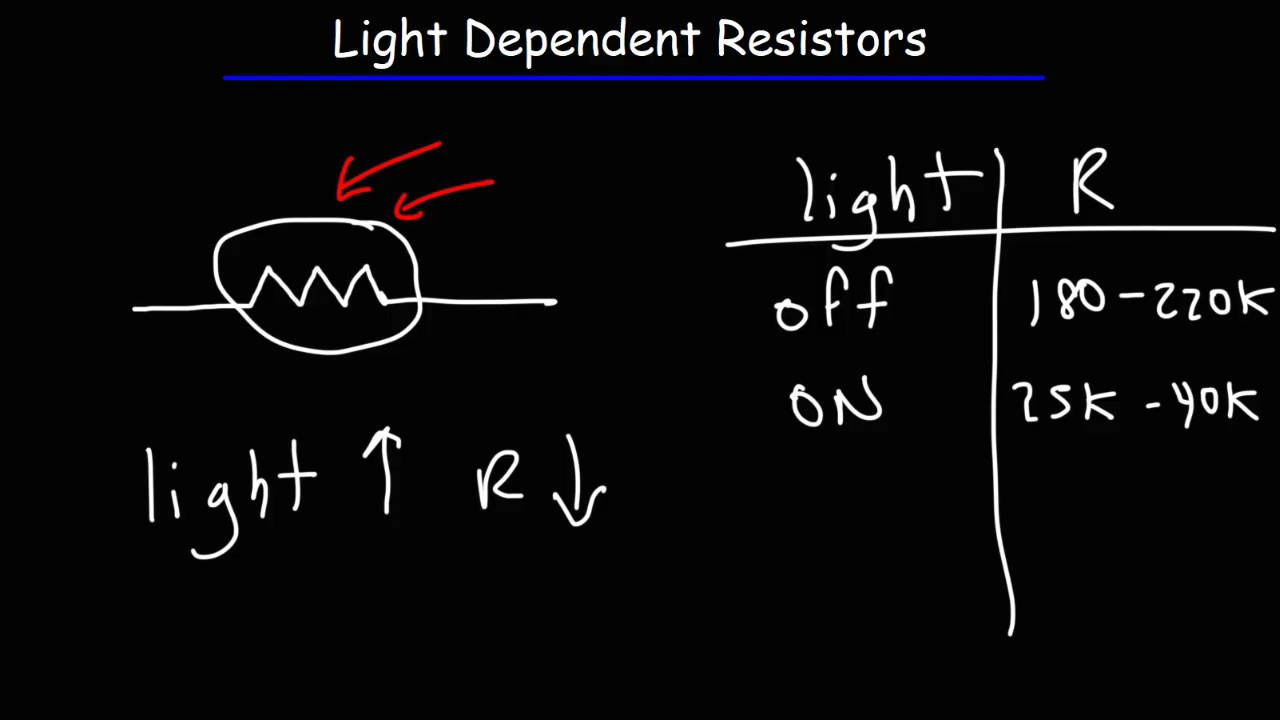 Light Dependent Resistors
light R
off 180-220K
ON 25K-40K
light ↑ R ↓